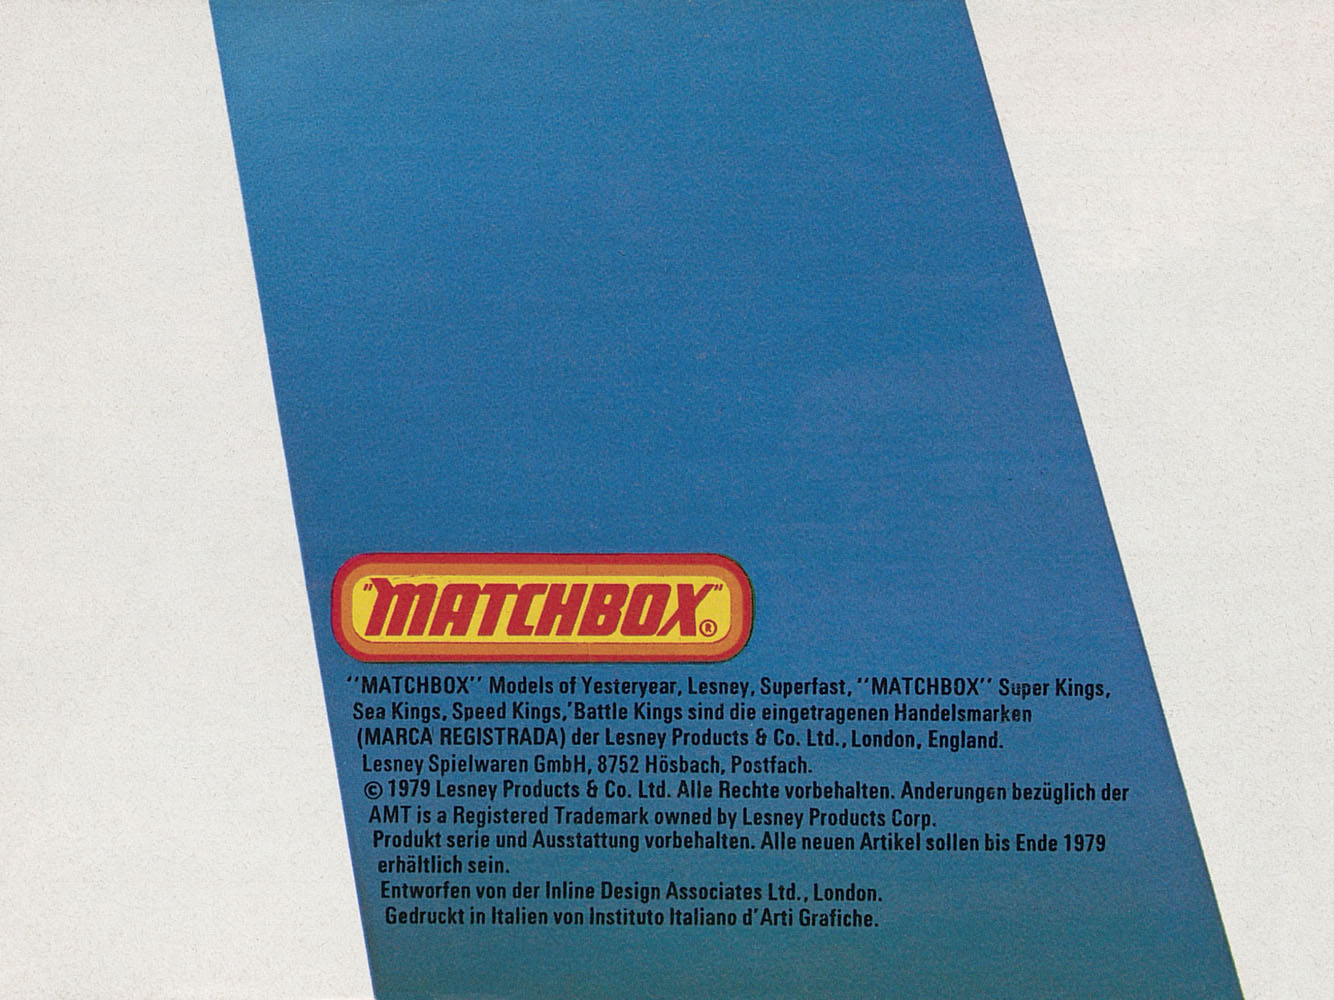 "MATCHBOX"®
"MATCHBOX" Models of Yesteryear, Lesney, Superfast, "MATCHBOX" Super Kings,
Sea Kings, Speed Kings,'Battle Kings sind die eingetragenen Handelsmarken
(MARCA REGISTRADA) der Lesney Products & Co. Ltd., London, England.
Lesney Spielwaren GmbH, 8752 Hösbach, Postfach.
© 1979 Lesney Products & Co. Ltd. Alle Rechte vorbehalten. Anderungen bezüglich der
AMT is a Registered Trademark owned by Lesney Products Corp.
Produkt serie und Ausstattung vorbehalten. Alle neuen Artikel sollen bis Ende 1979
erhältlich sein.
Entworfen von der Inline Design Associates Ltd., London.
Gedruckt in Italien von Instituto Italiano d'Arti Grafiche.